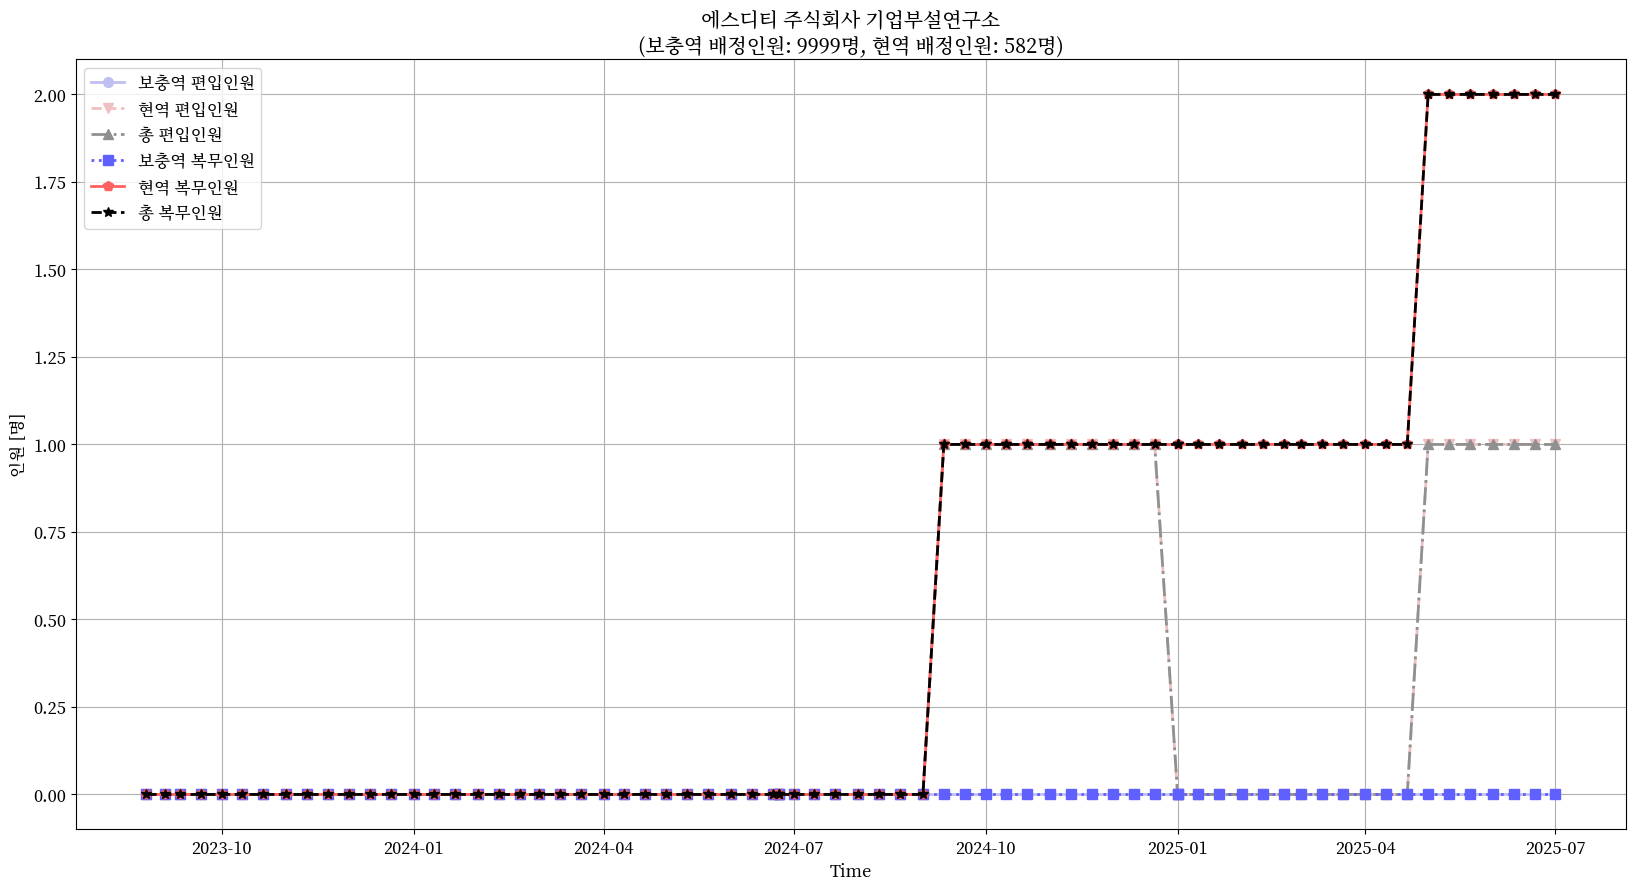 에스디티 주식회사 기업부설연구소
(보충역 배정인원: 9999명, 현역 배정인원: 582명)
보충역 편입인원
현역 편입인원
총 편입인원
보충역 복무인원
현역 복무인원
총 복무인원
2.00
1.75
1.50
1.25
1.00
0.75
0.50
0.25
0.00
인원 [명]
2023-10
2024-01
2024-04
2024-07
2024-10
2025-01
2025-04
2025-07
Time